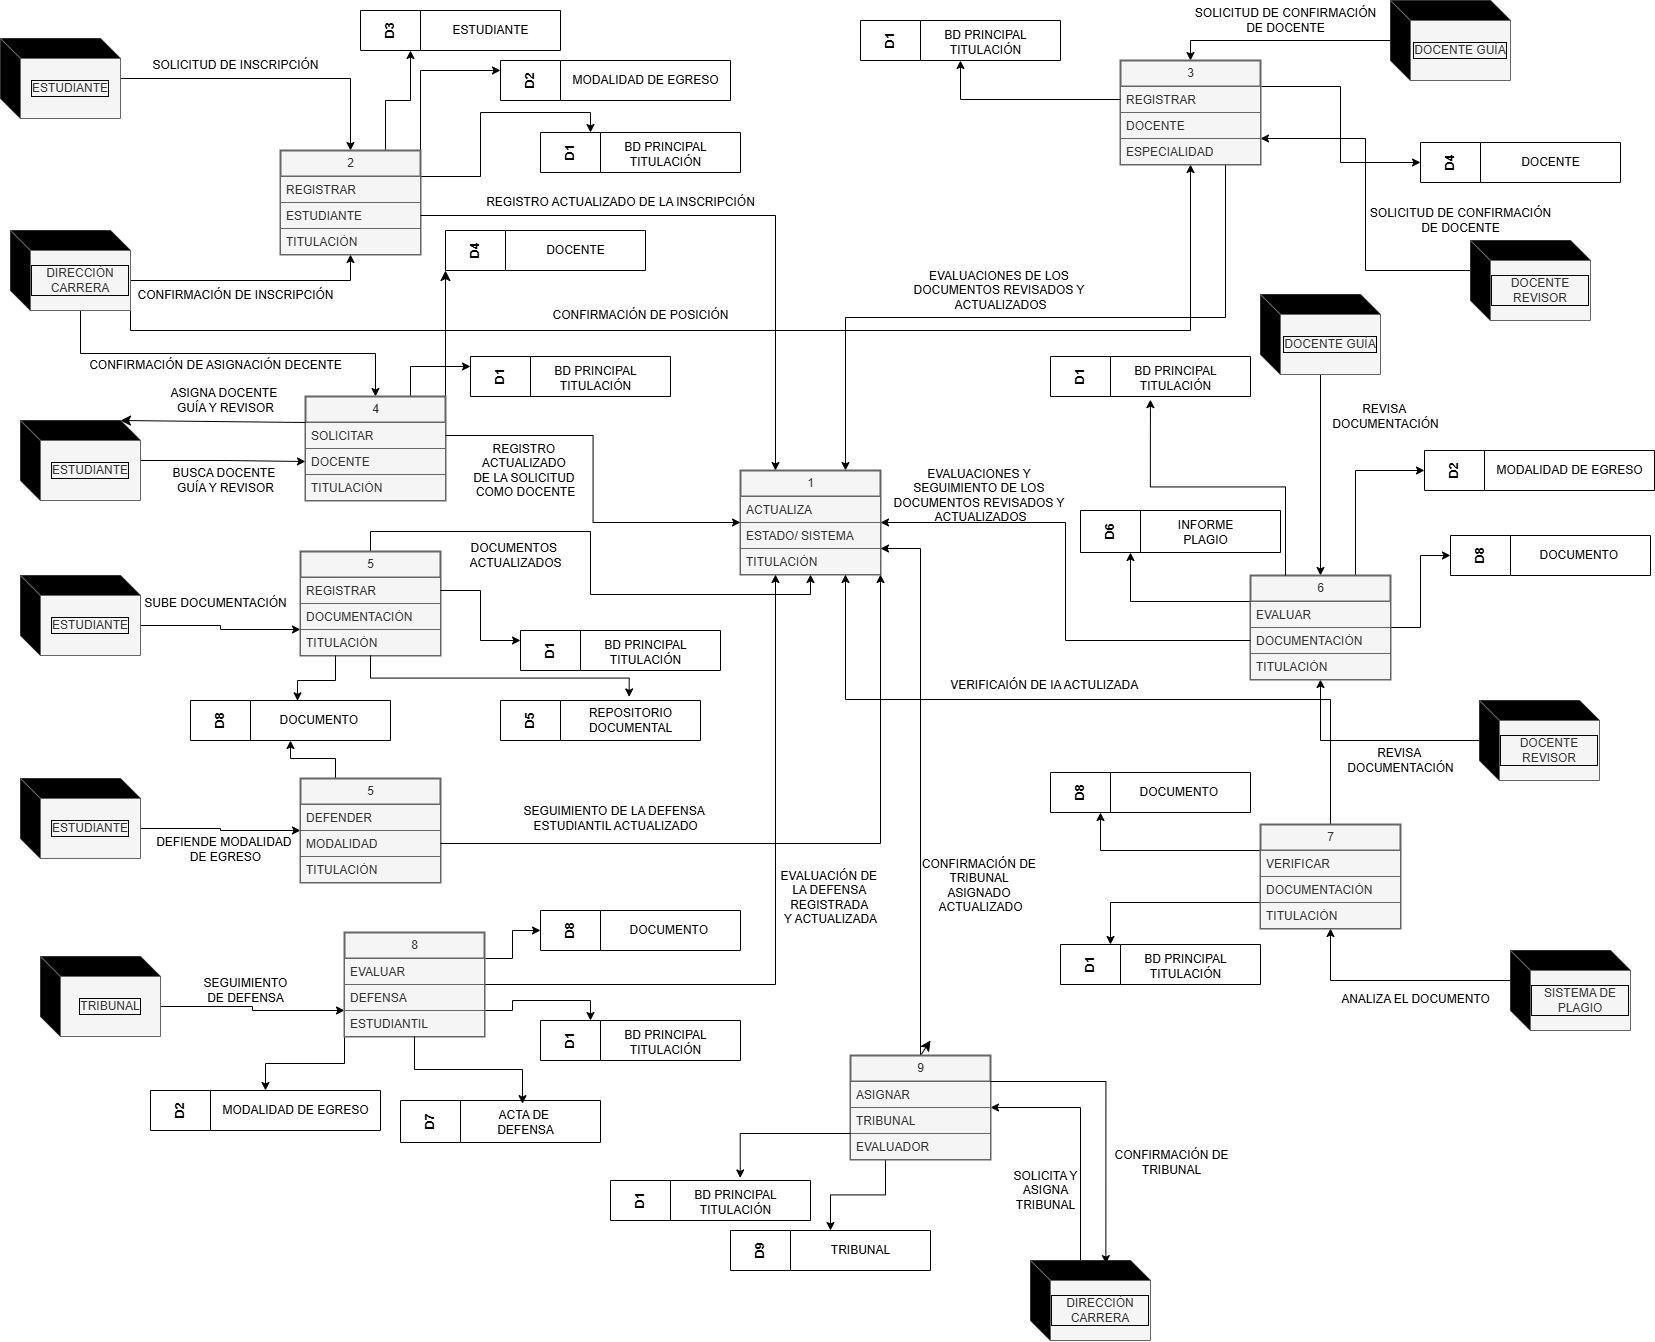 D3
ESTUDIANTE
D2
MODALIDAD DE EGRESO
D1
BD PRINCIPAL
TITULACIÓN
ESTUDIANTE
SOLICITUD DE INSCRIPCIÓN
2
REGISTRAR
ESTUDIANTE
TITULACIÓN
REGISTRO ACTUALIZADO DE LA INSCRIPCIÓN
D4
DOCENTE
DIRECCIÓN
CARRERA
CONFIRMACIÓN DE INSCRIPCIÓN
CONFIRMACIÓN DE POSICIÓN
CONFIRMACIÓN DE ASIGNACIÓN DECENTE
D1
BD PRINCIPAL
TITULACIÓN
SOLICITUD DE CONFIRMACIÓN
DE DOCENTE
DOCENTE GUÍA
3
REGISTRAR
DOCENTE
ESPECIALIDAD
D4
DOCENTE
SOLICITUD DE CONFIRMACIÓN
DE DOCENTE
DOCENTE
REVISOR
EVALUACIONES DE LOS
DOCUMENTOS REVISADOS Y
ACTUALIZADOS
ASIGNA DOCENTE
GUÍA Y REVISOR
ESTUDIANTE
BUSCA DOCENTE
GUÍA Y REVISOR
4
SOLICITAR
DOCENTE
TITULACIÓN
D1
BD PRINCIPAL
TITULACIÓN
REGISTRO
ACTUALIZADO
DE LA SOLICITUD
COMO DOCENTE
1
ACTUALIZA
ESTADO/ SISTEMA
TITULACIÓN
DOCENTE GUÍA
D1
BD PRINCIPAL
TITULACIÓN
REVISA
DOCUMENTACIÓN
EVALUACIONES Y
SEGUIMIENTO DE LOS
DOCUMENTOS REVISADOS Y
ACTUALIZADOS
D2
MODALIDAD DE EGRESO
D6
INFORME
PLAGIO
D8
DOCUMENTO
6
EVALUAR
DOCUMENTACIÓN
TITULACIÓN
ESTUDIANTE
SUBE DOCUMENTACIÓN
5
REGISTRAR
DOCUMENTACIÓN
TITULACIÓN
DOCUMENTOS
ACTUALIZADOS
D1
BD PRINCIPAL
TITULACIÓN
D8
DOCUMENTO
D5
REPOSITORIO
DOCUMENTAL
VERIFICAIÓN DE lA ACTULIZADA
REVISA
DOCUMENTACIÓN
DOCENTE
REVISOR
ESTUDIANTE
DEFIENDE MODALIDAD
DE EGRESO
5
DEFENDER
MODALIDAD
TITULACIÓN
SEGUIMIENTO DE LA DEFENSA
ESTUDIANTIL ACTUALIZADO
EVALUACIÓN DE
LA DEFENSA
REGISTRADA
Y ACTUALIZADA
CONFIRMACIÓN DE
TRIBUNAL
ASIGNADO
ACTUALIZADO
D8
DOCUMENTO
7
VERIFICAR
DOCUMENTACIÓN
TITULACIÓN
D1
BD PRINCIPAL
TITULACIÓN
ANALIZA EL DOCUMENTO
SISTEMA DE
PLAGIO
TRIBUNAL
SEGUIMIENTO
DE DEFENSA
8
EVALUAR
DEFENSA
ESTUDIANTIL
D8
DOCUMENTO
D1
BD PRINCIPAL
TITULACIÓN
D2
MODALIDAD DE EGRESO
D7
ACTA DE
DEFENSA
9
ASIGNAR
TRIBUNAL
EVALUADOR
D1
BD PRINCIPAL
TITULACIÓN
D9
TRIBUNAL
SOLICITA Y
ASIGNA
TRIBUNAL
CONFIRMACIÓN DE
TRIBUNAL
DIRECCIÓN
CARRERA